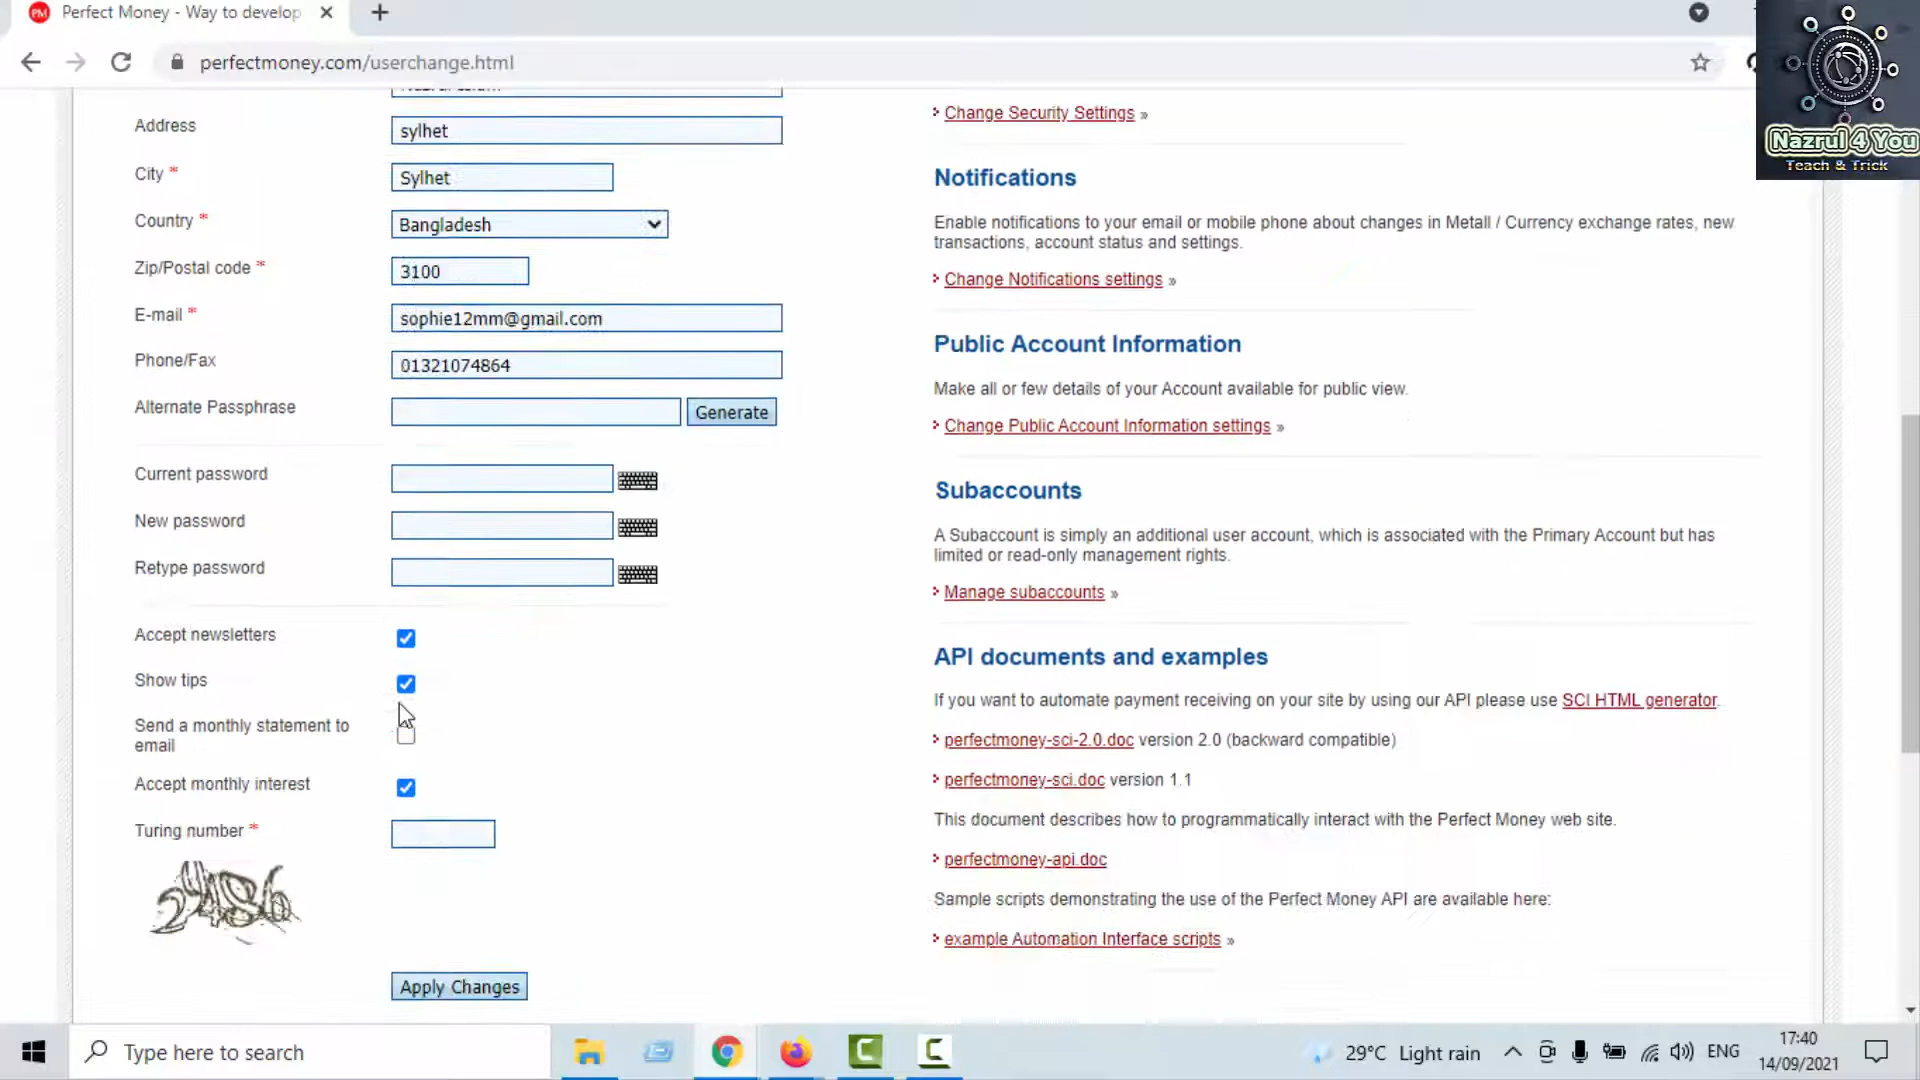 PM Perfect Money - Way to develop
perfectmoney.com/userchange.html
Nazrul 4 You
Teach & Trick
Address
sylhet
City *
Sylhet
Country *
Bangladesh
Zip/Postal code *
3100
E-mail *
sophie12mm@gmail.com
Phone/Fax
01321074864
Alternate Passphrase
Generate
Current password
New password
Retype password
Accept newsletters
Show tips
Send a monthly statement to
email
Accept monthly interest
Turing number *
Apply Changes
Change Security Settings »
Notifications
Enable notifications to your email or mobile phone about changes in Metall / Currency exchange rates, new
transactions, account status and settings.
Change Notifications settings »
Public Account Information
Make all or few details of your Account available for public view.
Change Public Account Information settings »
Subaccounts
A Subaccount is simply an additional user account, which is associated with the Primary Account but has
limited or read-only management rights.
Manage subaccounts »
API documents and examples
If you want to automate payment receiving on your site by using our API please use SCI HTML generator.
perfectmoney-sci-2.0.doc version 2.0 (backward compatible)
perfectmoney-sci.doc version 1.1
This document describes how to programmatically interact with the Perfect Money web site.
perfectmoney-api.doc
Sample scripts demonstrating the use of the Perfect Money API are available here:
example Automation Interface scripts »
Type here to search
29°C Light rain
ENG
17:40
14/09/2021